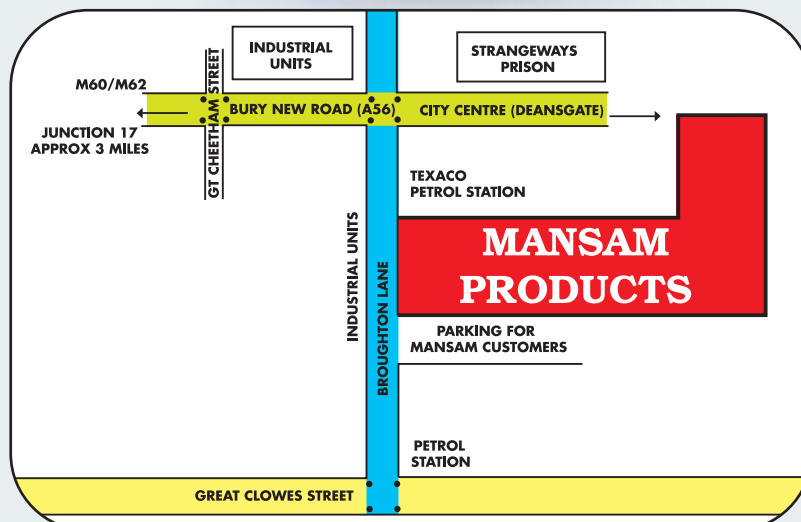 INDUSTRIAL
UNITS
STRANGEWAYS
PRISON
GT CHEETHAM STREET
M60/M62
BURY NEW ROAD (A56)
CITY CENTRE (DEANSGATE)
JUNCTION 17
APPROX 3 MILES
TEXACO
PETROL STATION
INDUSTRIAL UNITS
BROUGHTON LANE
MANSAM
PRODUCTS
PARKING FOR
MANSAM CUSTOMERS
PETROL
STATION
GREAT CLOWES STREET